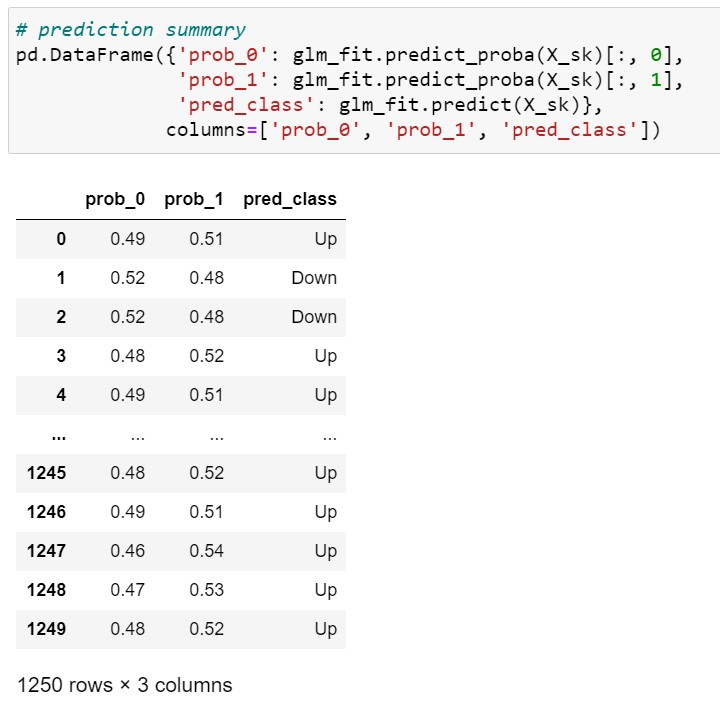 # prediction summary
pd.DataFrame({'prob_0': glm_fit.predict_proba(X_sk)[:, 0],
'prob_1': glm_fit.predict_proba(X_sk)[:, 1],
'pred_class': glm_fit.predict(X_sk)},
columns=['prob_0', 'prob_1', 'pred_class'])
prob_0 prob_1 pred_class
0 0.49 0.51 Up
1 0.52 0.48 Down
2 0.52 0.48 Down
3 0.48 0.52 Up
4 0.49 0.51 Up
... ... ... ...
1245 0.48 0.52 Up
1246 0.49 0.51 Up
1247 0.46 0.54 Up
1248 0.47 0.53 Up
1249 0.48 0.52 Up
1250 rows × 3 columns